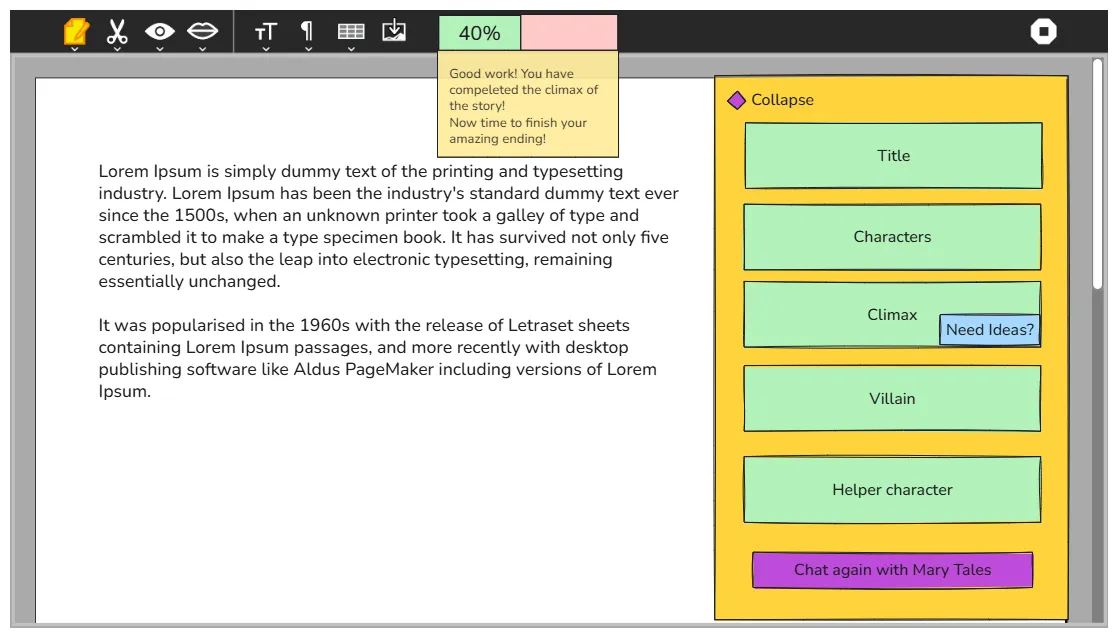 40%
Good work! You have
compeleted the climax of
the story!
Now time to finish your
amazing ending!
Lorem Ipsum is simply dummy text of the printing and typesetting
industry. Lorem Ipsum has been the industry's standard dummy text ever
since the 1500s, when an unknown printer took a galley of type and
scrambled it to make a type specimen book. It has survived not only five
centuries, but also the leap into electronic typesetting, remaining
essentially unchanged.
It was popularised in the 1960s with the release of Letraset sheets
containing Lorem Ipsum passages, and more recently with desktop
publishing software like Aldus PageMaker including versions of Lorem
Ipsum.
Collapse
Title
Characters
Climax
Need Ideas?
Villain
Helper character
Chat again with Mary Tales